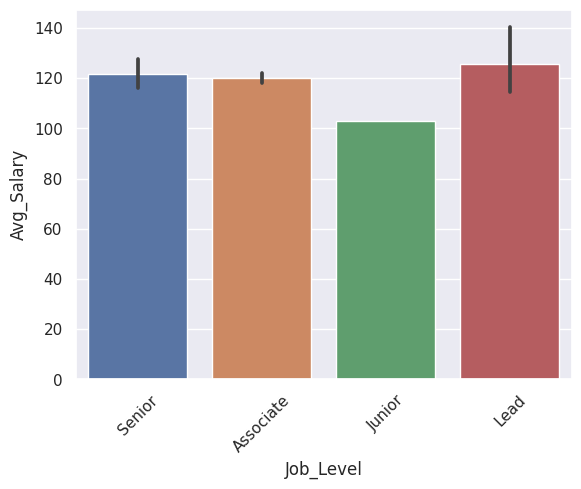 140
120
100
80
60
40
20
0
Avg_Salary
Senior
Associate
Junior
Lead
Job_Level